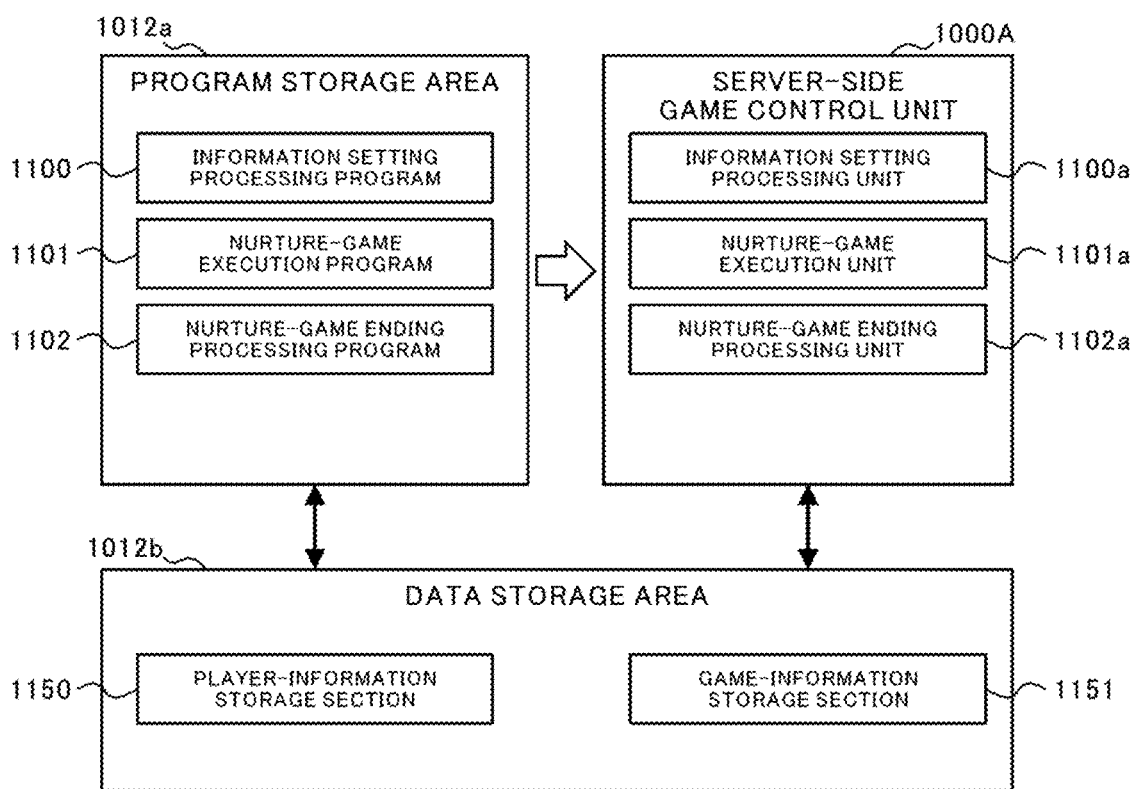 1012a
1000A
PROGRAM STORAGE AREA
SERVER-SIDE
GAME CONTROL UNIT
1100
INFORMATION SETTING
PROCESSING PROGRAM
INFORMATION SETTING
PROCESSING UNIT
1100a
1101
NURTURE-GAME
EXECUTION PROGRAM
NURTURE-GAME
EXECUTION UNIT
1101a
1102
NURTURE-GAME ENDING
PROCESSING PROGRAM
NURTURE-GAME ENDING
PROCESSING UNIT
1102a
1012b
DATA STORAGE AREA
1150
PLAYER-INFORMATION
STORAGE SECTION
GAME-INFORMATION
STORAGE SECTION
1151